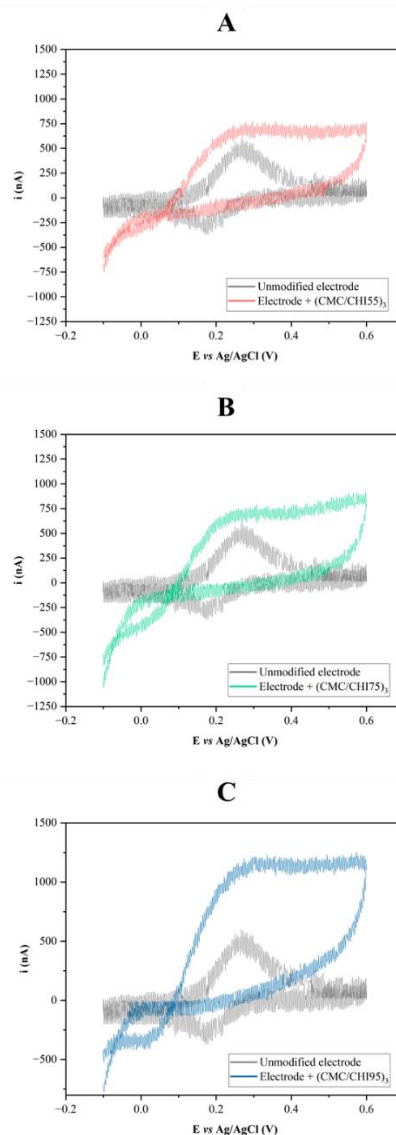 A
1500
1250
1000
750
500
250
0
−250
−500
−750
−1000
−1250
i (nA)
Unmodified electrode
Electrode + (CMC/CHI55)₃
−0.2 0.0 0.2 0.4 0.6
E vs Ag/AgCl (V)
B
1500
1250
1000
750
500
250
0
−250
−500
−750
−1000
−1250
i (nA)
Unmodified electrode
Electrode + (CMC/CHI75)₃
−0.2 0.0 0.2 0.4 0.6
E vs Ag/AgCl (V)
C
1500
1000
500
0
−500
i (nA)
Unmodified electrode
Electrode + (CMC/CHI95)₃
−0.2 0.0 0.2 0.4 0.6
E vs Ag/AgCl (V)